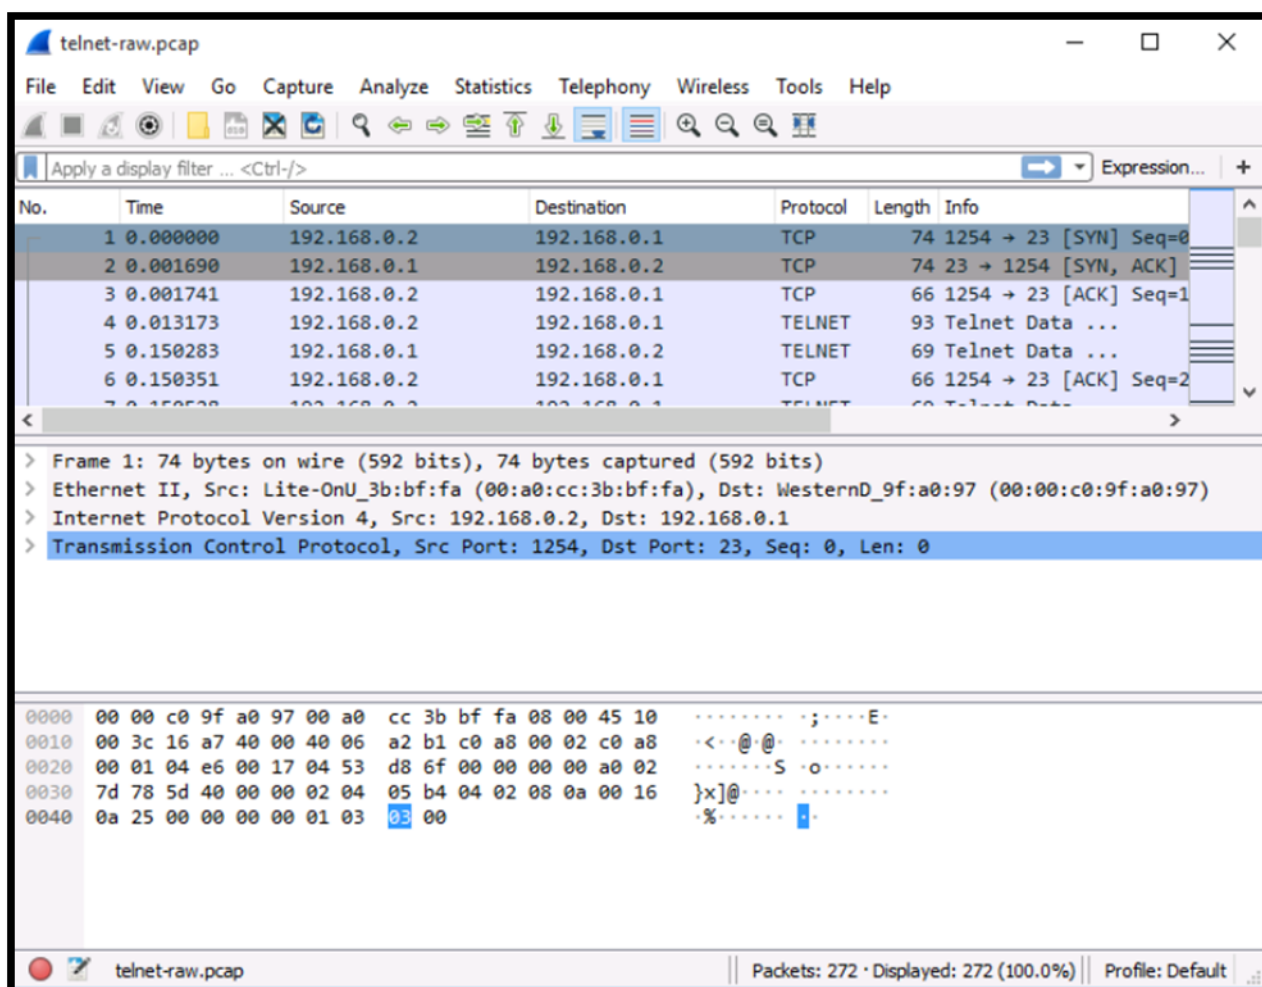 telnet-raw.pcap
File Edit View Go Capture Analyze Statistics Telephony Wireless Tools Help
Apply a display filter ... <Ctrl-/> Expression... +
No. Time Source Destination Protocol Length Info
1 0.000000 192.168.0.2 192.168.0.1 TCP 74 1254 → 23 [SYN] Seq=0
2 0.001690 192.168.0.1 192.168.0.2 TCP 74 23 → 1254 [SYN, ACK]
3 0.001741 192.168.0.2 192.168.0.1 TCP 66 1254 → 23 [ACK] Seq=1
4 0.013173 192.168.0.2 192.168.0.1 TELNET 93 Telnet Data ...
5 0.150283 192.168.0.1 192.168.0.2 TELNET 69 Telnet Data ...
6 0.150351 192.168.0.2 192.168.0.1 TCP 66 1254 → 23 [ACK] Seq=2
Frame 1: 74 bytes on wire (592 bits), 74 bytes captured (592 bits)
Ethernet II, Src: Lite-OnU_3b:bf:fa (00:a0:cc:3b:bf:fa), Dst: WesternD_9f:a0:97 (00:00:c0:9f:a0:97)
Internet Protocol Version 4, Src: 192.168.0.2, Dst: 192.168.0.1
Transmission Control Protocol, Src Port: 1254, Dst Port: 23, Seq: 0, Len: 0
0000 00 00 c0 9f a0 97 00 a0 cc 3b bf fa 08 00 45 10 ········ ·;····E·
0010 00 3c 16 a7 40 00 40 06 a2 b1 c0 a8 00 02 c0 a8 ·<··@·@· ········
0020 00 01 04 e6 00 17 04 53 d8 6f 00 00 00 00 a0 02 ·······S ·o······
0030 7d 78 5d 40 00 00 02 04 05 b4 04 02 08 0a 00 16 }x]@···· ········
0040 0a 25 00 00 00 00 01 03 03 00 ·%······ ··
telnet-raw.pcap Packets: 272 · Displayed: 272 (100.0%) Profile: Default